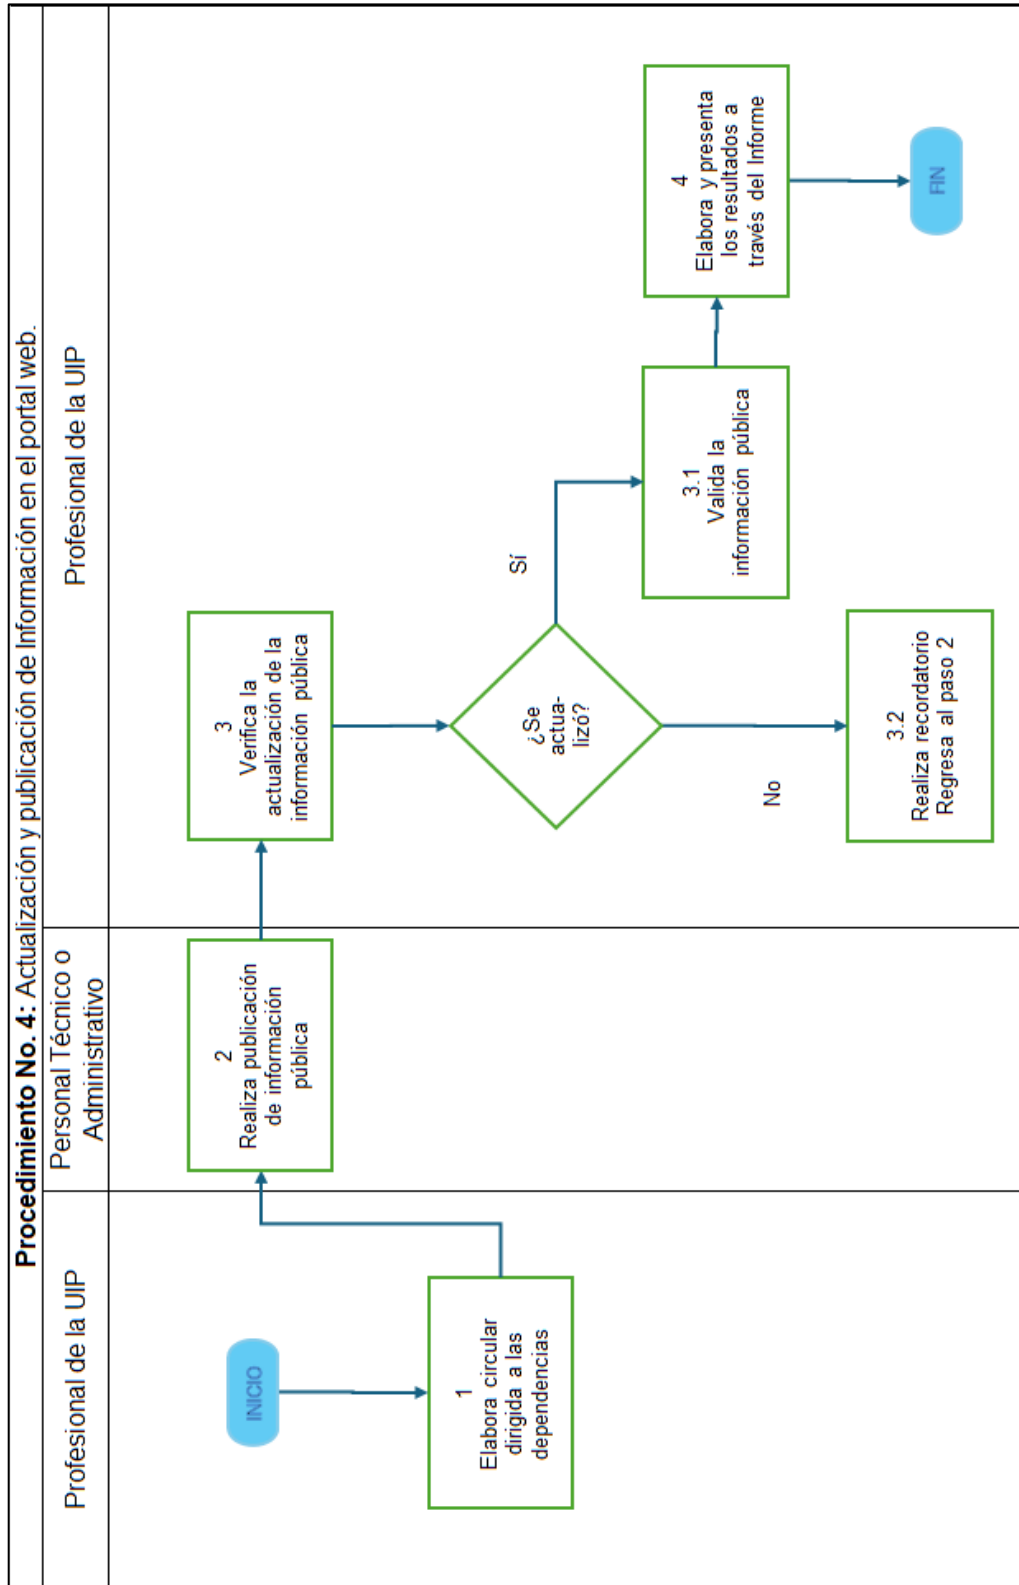 Procedimiento No. 4: Actualización y publicación de Información en el portal web.
Profesional de la UIP
Personal Técnico o
Administrativo
Profesional de la UIP
INICIO
1
Elabora circular
dirigida a las
dependencias
2
Realiza publicación
de información
pública
3
Verifica la
actualización de la
información pública
¿Se
actua-
lizó?
Sí
No
3.1
Valida la
información pública
3.2
Realiza recordatorio
Regresa al paso 2
4
Elabora y presenta
los resultados a
través del Informe
FIN